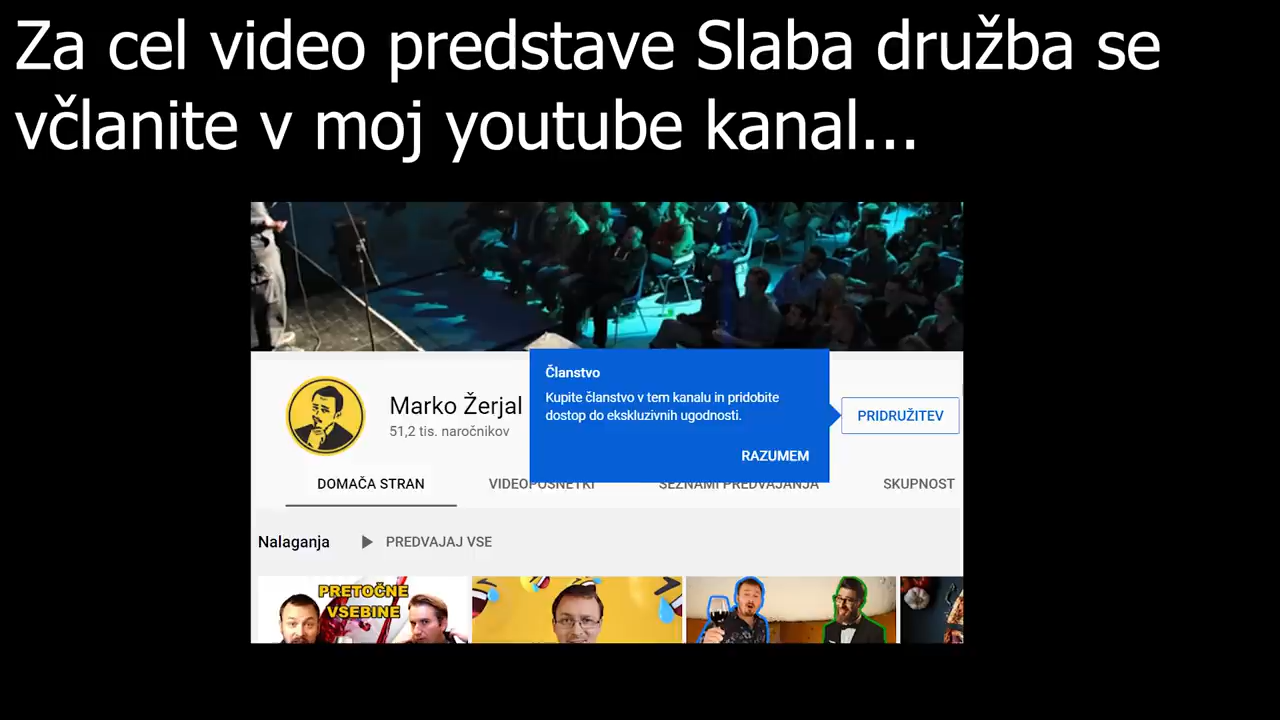 Za cel video predstave Slaba družba se
včlanite v moj youtube kanal...
Članstvo
Kupite članstvo v tem kanalu in pridobite
dostop do ekskluzivnih ugodnosti.
RAZUMEM
Marko Žerjal
51,2 tis. naročnikov
PRIDRUŽITEV
DOMAČA STRAN VIDEOPOSNETKI SEZNAMI PREDVAJANJA SKUPNOST
Nalaganja PREDVAJAJ VSE
PRETOČNE
VSEBINE